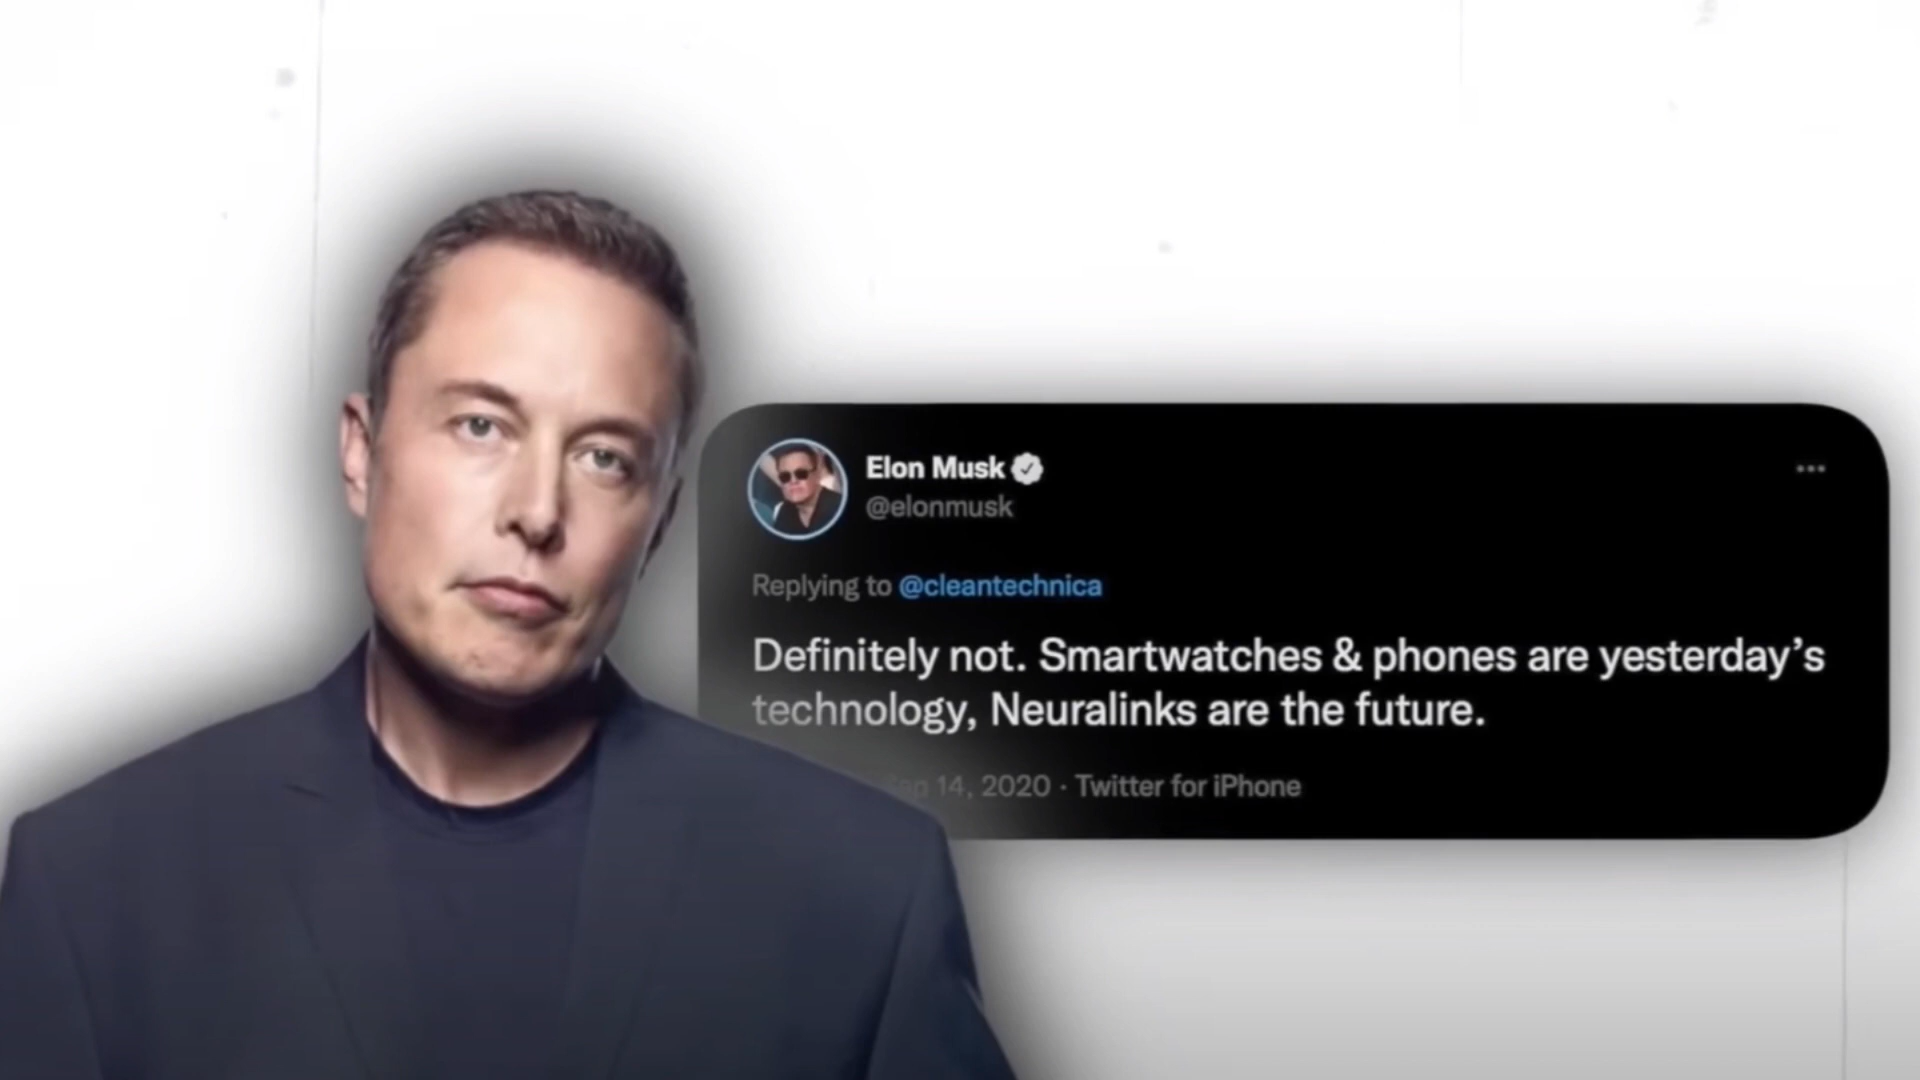 Elon Musk
@elonmusk
Replying to @cleantechnica
Definitely not. Smartwatches & phones are yesterday’s
technology, Neuralinks are the future.
14, 2020 · Twitter for iPhone